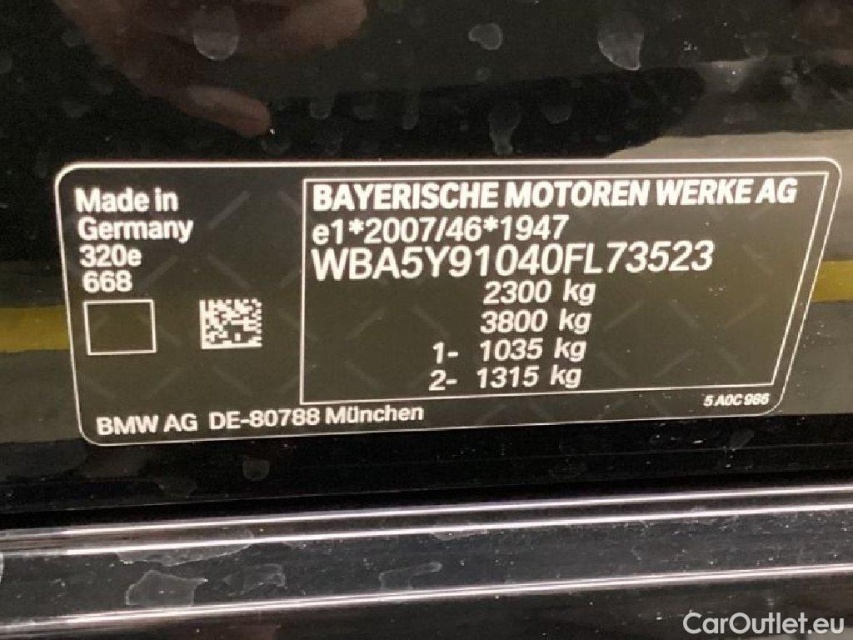 Made in
Germany
320e
668
BAYERISCHE MOTOREN WERKE AG
e1*2007/46*1947
WBA5Y91040FL73523
2300 kg
3800 kg
1- 1035 kg
2- 1315 kg
BMW AG DE-80788 München
5 A0C 986
CarOutlet.eu